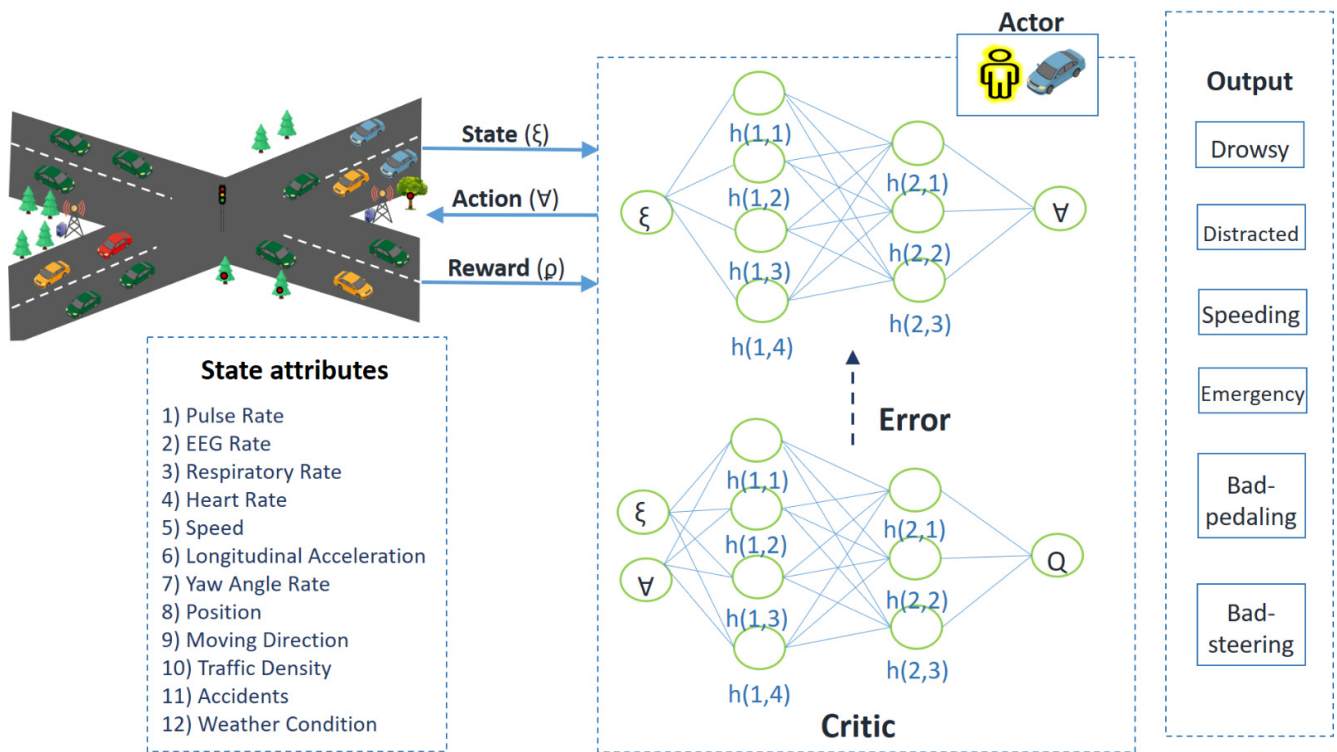 Actor
State (ξ)
Action (∀)
Reward (ρ)
ξ
h(1,1)
h(1,2)
h(1,3)
h(1,4)
h(2,1)
h(2,2)
h(2,3)
∀
Error
ξ
∀
h(1,1)
h(1,2)
h(1,3)
h(1,4)
h(2,1)
h(2,2)
h(2,3)
Q
Critic
State attributes
1) Pulse Rate
2) EEG Rate
3) Respiratory Rate
4) Heart Rate
5) Speed
6) Longitudinal Acceleration
7) Yaw Angle Rate
8) Position
9) Moving Direction
10) Traffic Density
11) Accidents
12) Weather Condition
Output
Drowsy
Distracted
Speeding
Emergency
Bad-
pedaling
Bad-
steering